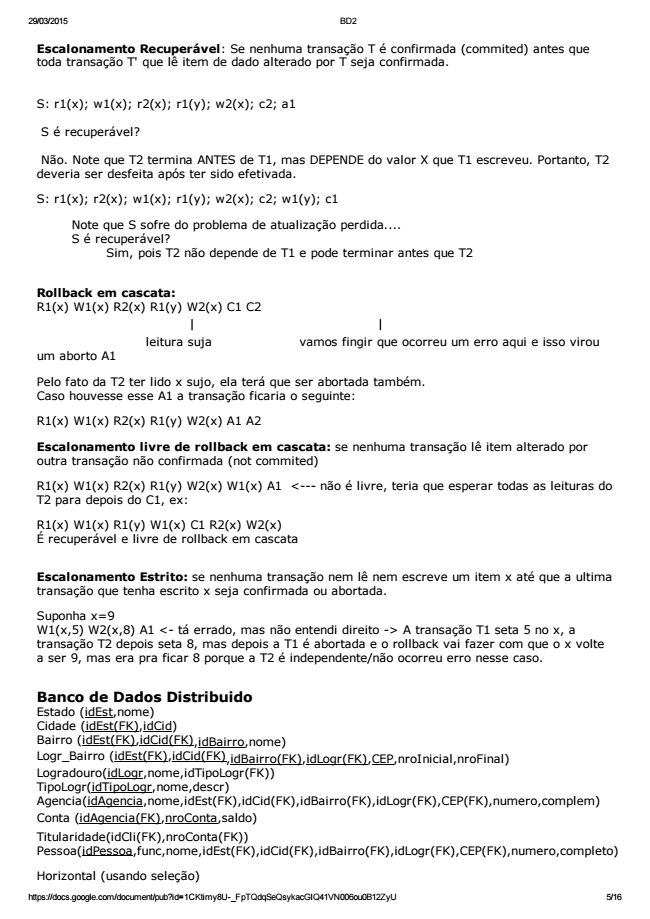 29/03/2015 BD2
Escalonamento Recuperável: Se nenhuma transação T é confirmada (commited) antes que
toda transação T' que lê item de dado alterado por T seja confirmada.
S: r1(x); w1(x); r2(x); r1(y); w2(x); c2; a1
S é recuperável?
Não. Note que T2 termina ANTES de T1, mas DEPENDE do valor X que T1 escreveu. Portanto, T2
deveria ser desfeita após ter sido efetivada.
S: r1(x); r2(x); w1(x); r1(y); w2(x); c2; w1(y); c1
Note que S sofre do problema de atualização perdida....
S é recuperável?
Sim, pois T2 não depende de T1 e pode terminar antes que T2
Rollback em cascata:
R1(x) W1(x) R2(x) R1(y) W2(x) C1 C2
| |
leitura suja vamos fingir que ocorreu um erro aqui e isso virou
um aborto A1
Pelo fato da T2 ter lido x sujo, ela terá que ser abortada também.
Caso houvesse esse A1 a transação ficaria o seguinte:
R1(x) W1(x) R2(x) R1(y) W2(x) A1 A2
Escalonamento livre de rollback em cascata: se nenhuma transação lê item alterado por
outra transação não confirmada (not commited)
R1(x) W1(x) R2(x) R1(y) W2(x) W1(x) A1 <--- não é livre, teria que esperar todas as leituras do
T2 para depois do C1, ex:
R1(x) W1(x) R1(y) W1(x) C1 R2(x) W2(x)
É recuperável e livre de rollback em cascata
Escalonamento Estrito: se nenhuma transação nem lê nem escreve um item x até que a ultima
transação que tenha escrito x seja confirmada ou abortada.
Suponha x=9
W1(x,5) W2(x,8) A1 <- tá errado, mas não entendi direito -> A transação T1 seta 5 no x, a
transação T2 depois seta 8, mas depois a T1 é abortada e o rollback vai fazer com que o x volte
a ser 9, mas era pra ficar 8 porque a T2 é independente/não ocorreu erro nesse caso.
Banco de Dados Distribuido
Estado (idEst,nome)
Cidade (idEst(FK),idCid)
Bairro (idEst(FK),idCid(FK),idBairro,nome)
Logr_Bairro (idEst(FK),idCid(FK),idBairro(FK),idLogr(FK),CEP,nroInicial,nroFinal)
Logradouro(idLogr,nome,idTipoLogr(FK))
TipoLogr(idTipoLogr,nome,descr)
Agencia(idAgencia,nome,idEst(FK),idCid(FK),idBairro(FK),idLogr(FK),CEP(FK),numero,complem)
Conta (idAgencia(FK),nroConta,saldo)
Titularidade(idCli(FK),nroConta(FK))
Pessoa(idPessoa,func,nome,idEst(FK),idCid(FK),idBairro(FK),idLogr(FK),CEP(FK),numero,completo)
Horizontal (usando seleção)
https://docs.google.com/document/pub?id=1CKtimy8U-_FpTQdqSeQsykacGIQ41VN006ou0B12ZyU 5/16